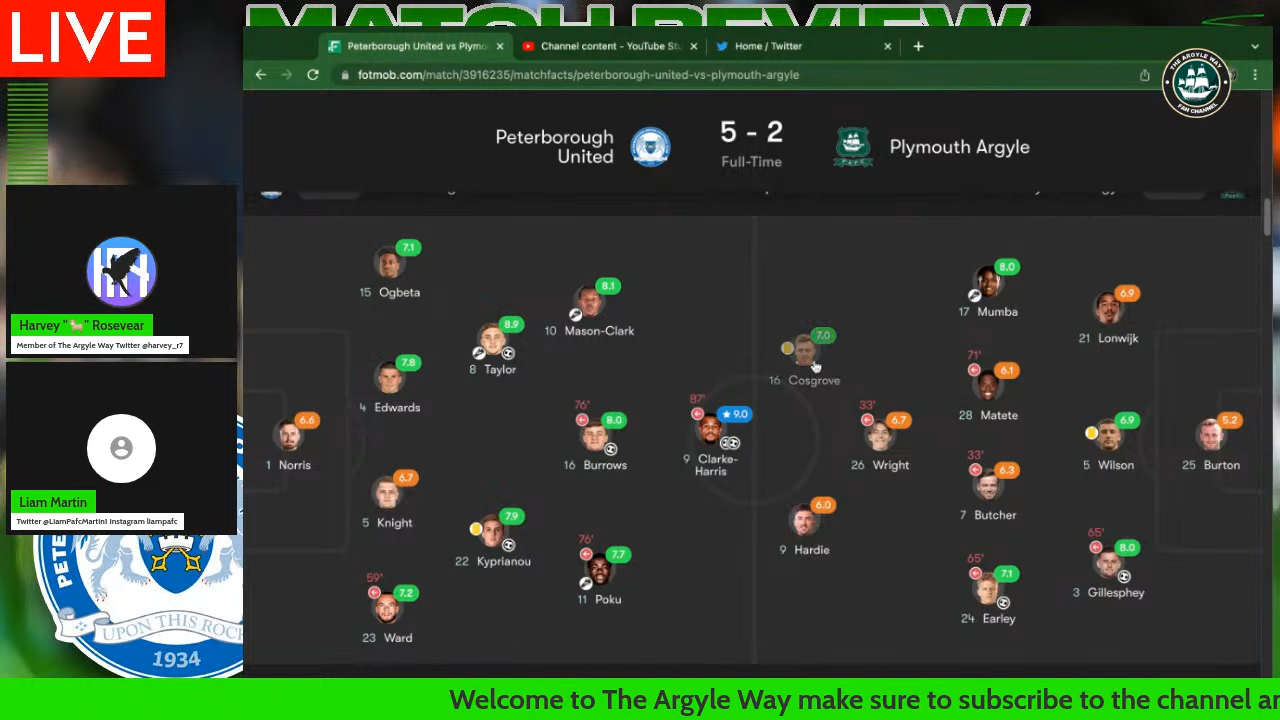 MATCH REVIEW
LIVE
Peterborough United vs Plymo
Channel content - YouTube Stu
Home / Twitter
fotmob.com/match/3916235/matchfacts/peterborough-united-vs-plymouth-argyle
THE ARGYLE WAY
FAN CHANNEL
Peterborough
United
5 - 2
Full-Time
Plymouth Argyle
7.1
15 Ogbeta
8.1
10 Mason-Clark
8.9
8 Taylor
7.8
4 Edwards
6.6
1 Norris
76'
8.0
16 Burrows
87'
9.0
9 Clarke-
Harris
6.7
5 Knight
7.9
22 Kyprianou
76'
7.7
11 Poku
59'
7.2
23 Ward
7.0
16 Cosgrove
8.0
17 Mumba
6.9
21 Lonwijk
71'
6.1
28 Matete
33'
6.7
26 Wright
6.9
5 Wilson
5.2
25 Burton
33'
6.3
7 Butcher
6.0
9 Hardie
65'
7.1
24 Earley
65'
8.0
3 Gillesphey
Harvey "🐐" Rosevear
Member of The Argyle Way Twitter @harvey_r7
Liam Martin
Twitter @LiamPafcMartin1 Instagram liampafc
PETE
UPON THIS ROC
1934
Welcome to The Argyle Way make sure to subscribe to the channel an